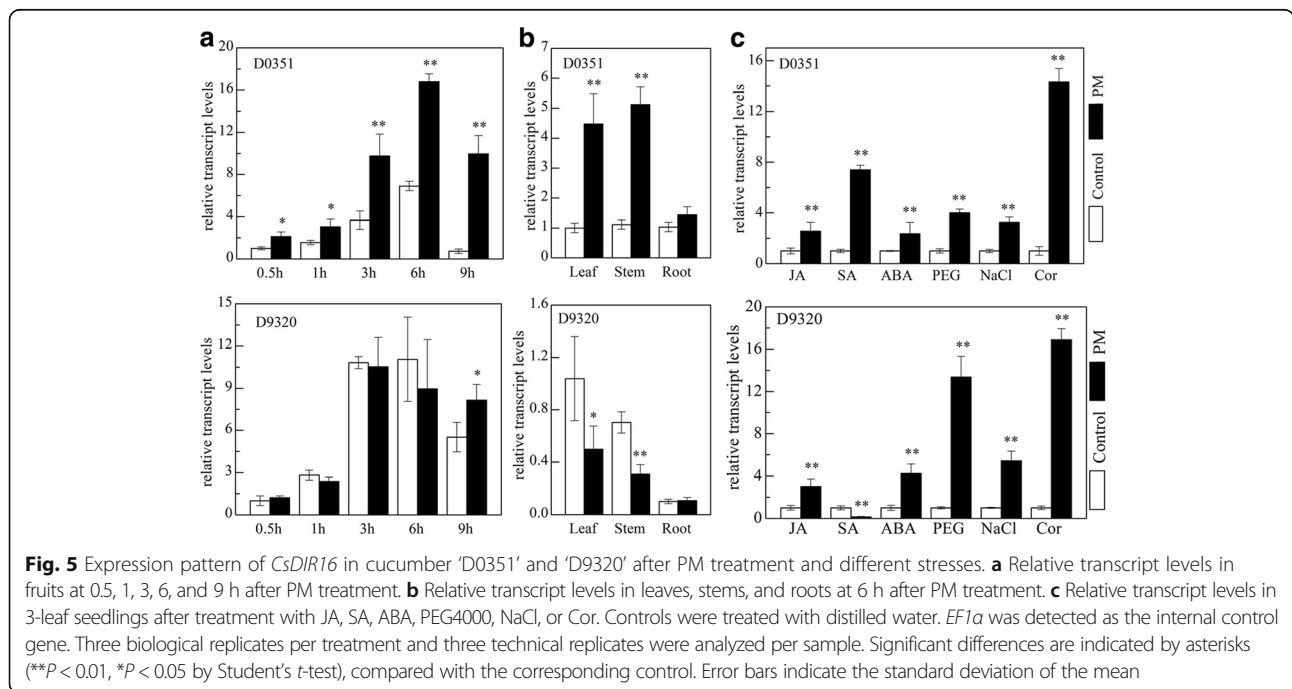 a
b
c
D0351
relative transcript levels
20
16
12
8
4
0
*
*
**
**
**
0.5h
1h
3h
6h
9h
D0351
relative transcript levels
7
6
5
4
3
2
1
0
**
**
Leaf
Stem
Root
D0351
relative transcript levels
16
12
8
4
0
**
**
**
**
**
**
JA
SA
ABA
PEG
NaCl
Cor
PM
Control
D9320
relative transcript levels
15
12
9
6
3
0
*
0.5h
1h
3h
6h
9h
D9320
relative transcript levels
1.6
1.2
0.8
0.4
0.0
*
**
Leaf
Stem
Root
D9320
relative transcript levels
20
16
12
8
4
0
**
**
**
**
**
**
JA
SA
ABA
PEG
NaCl
Cor
PM
Control
Fig. 5 Expression pattern of CsDIR16 in cucumber ‘D0351’ and ‘D9320’ after PM treatment and different stresses. a Relative transcript levels in
fruits at 0.5, 1, 3, 6, and 9 h after PM treatment. b Relative transcript levels in leaves, stems, and roots at 6 h after PM treatment. c Relative transcript levels in
3-leaf seedlings after treatment with JA, SA, ABA, PEG4000, NaCl, or Cor. Controls were treated with distilled water. EF1a was detected as the internal control
gene. Three biological replicates per treatment and three technical replicates were analyzed per sample. Significant differences are indicated by asterisks
(**P < 0.01, *P < 0.05 by Student’s t-test), compared with the corresponding control. Error bars indicate the standard deviation of the mean